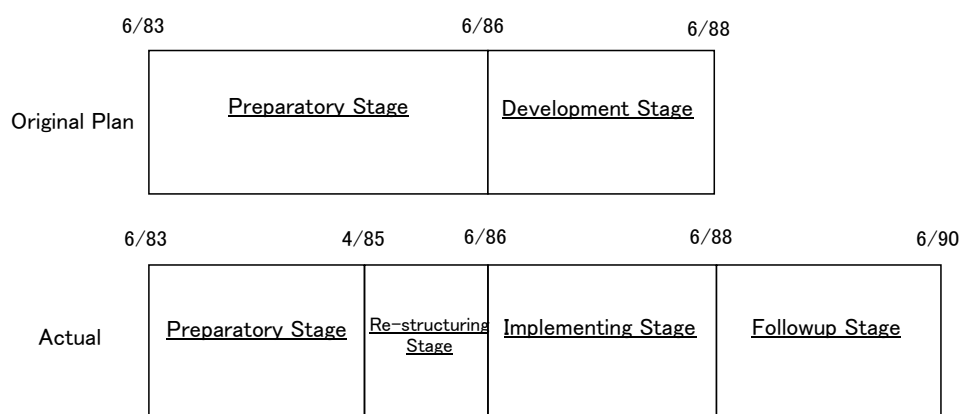 6/83 6/86 6/88
Original Plan Preparatory Stage Development Stage
6/83 4/85 6/86 6/88 6/90
Actual Preparatory Stage Re-structuring Implementing Stage Followup Stage
Stage